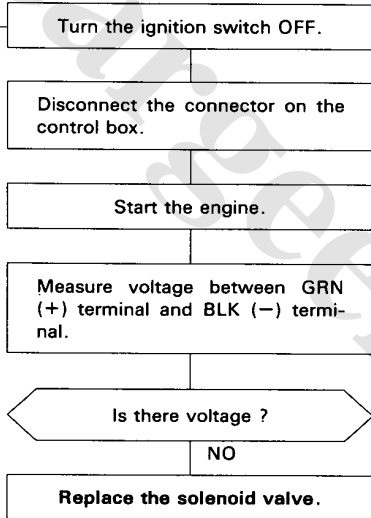 Turn the ignition switch OFF.
Disconnect the connector on the
control box.
Start the engine.
Measure voltage between GRN
(+) terminal and BLK (−) termi-
nal.
Is there voltage ?
NO
Replace the solenoid valve.